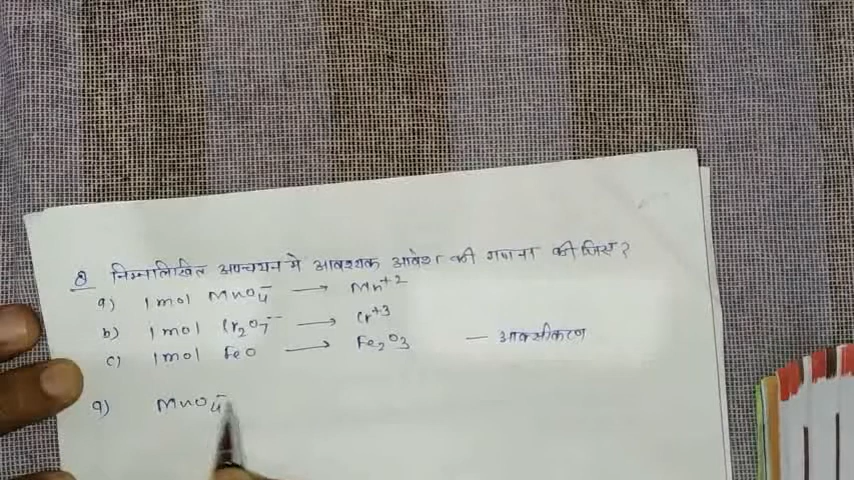 Q निम्नलिखित अपचयन मे आवश्यक आवेश की गणना कीजिए ?
a) 1 mol MnO₄⁻ → Mn⁺²
b) 1 mol Cr₂O₇⁻⁻ → Cr⁺³
c) 1 mol FeO → Fe₂O₃ — आक्सीकरण
a) MnO₄⁻